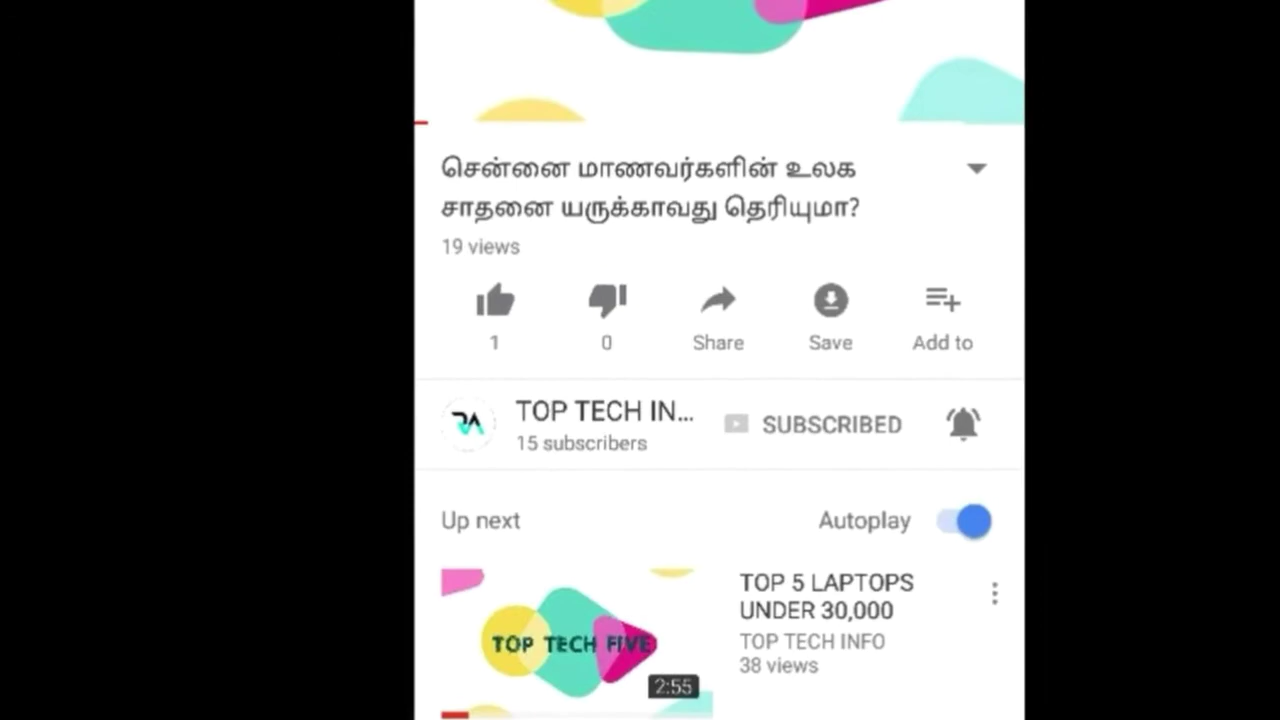 சென்னை மாணவர்களின் உலக
சாதனை யருக்காவது தெரியுமா?
19 views
1
0
Share
Save
Add to
TOP TECH IN...
15 subscribers
SUBSCRIBED
Up next
Autoplay
TOP 5 LAPTOPS
UNDER 30,000
TOP TECH INFO
38 views
TOP TECH FIVE
2:55